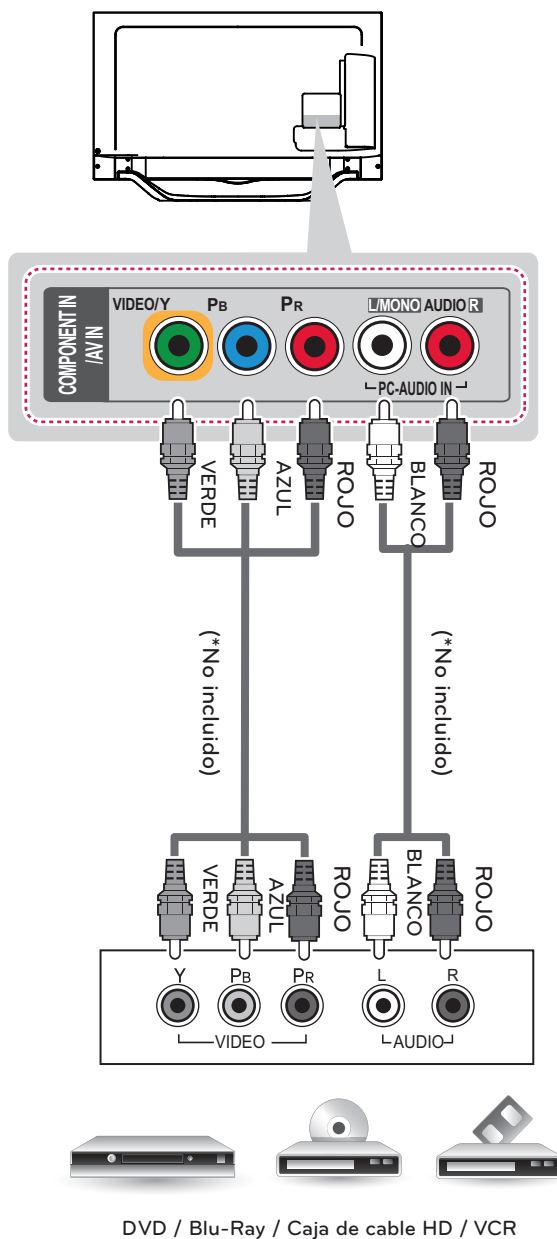 COMPONENT IN
/AV IN
VIDEO/Y PB PR L/MONO AUDIO R
PC-AUDIO IN
VERDE AZUL ROJO BLANCO ROJO
(*No incluido) (*No incluido)
VERDE AZUL ROJO BLANCO ROJO
Y PB PR L R
VIDEO AUDIO
DVD / Blu-Ray / Caja de cable HD / VCR